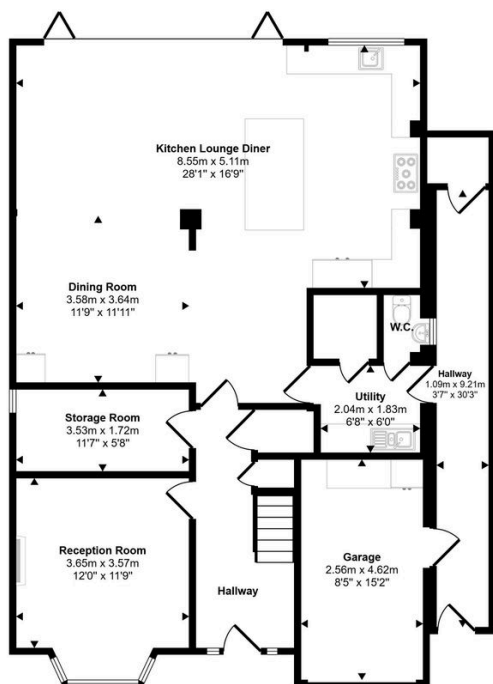 Kitchen Lounge Diner
8.55m x 5.11m
28'1" x 16'9"
Dining Room
3.58m x 3.64m
11'9" x 11'11"
W.C.
Hallway
1.09m x 9.21m
3'7" x 30'3"
Utility
2.04m x 1.83m
6'8" x 6'0"
Storage Room
3.53m x 1.72m
11'7" x 5'8"
Reception Room
3.65m x 3.57m
12'0" x 11'9"
Hallway
Garage
2.56m x 4.62m
8'5" x 15'2"